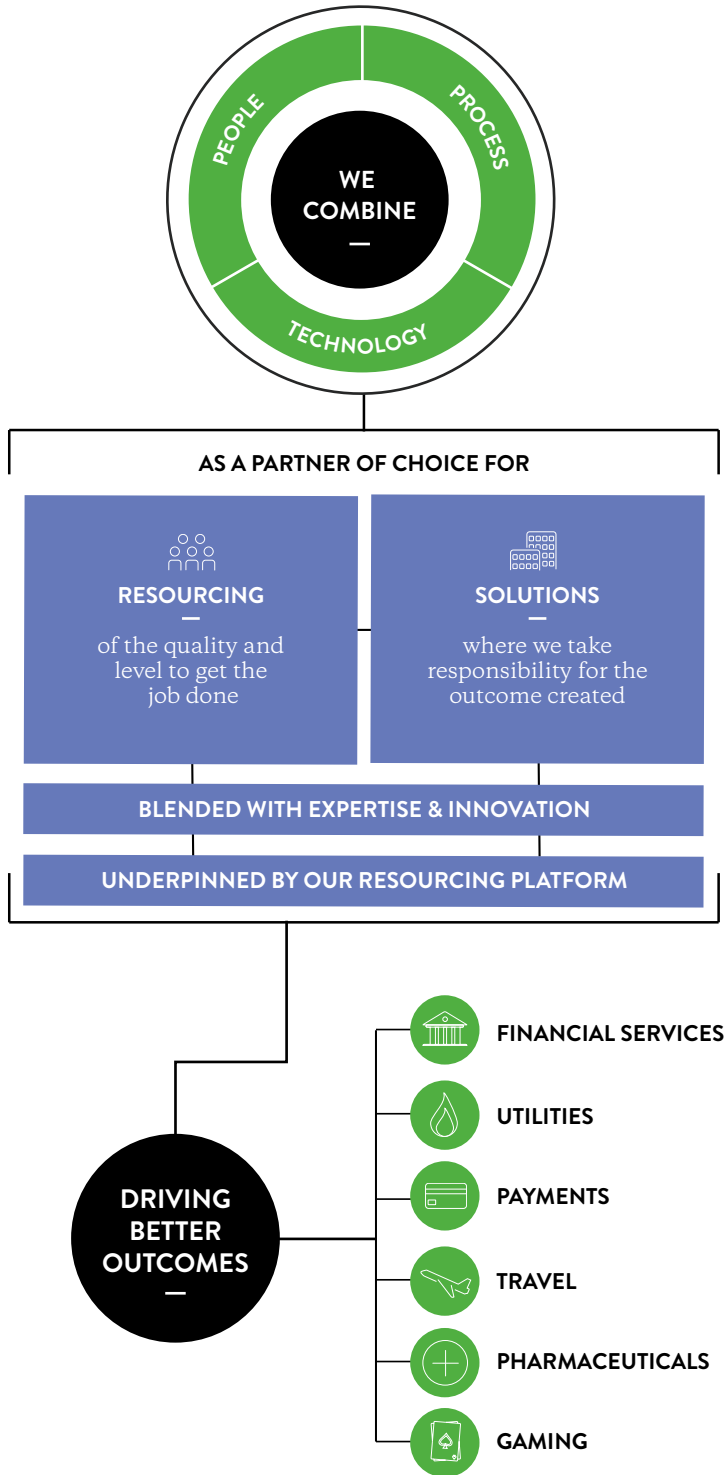 PEOPLE
PROCESS
WE
COMBINE
TECHNOLOGY
AS A PARTNER OF CHOICE FOR
RESOURCING
of the quality and
level to get the
job done
SOLUTIONS
where we take
responsibility for the
outcome created
BLENDED WITH EXPERTISE & INNOVATION
UNDERPINNED BY OUR RESOURCING PLATFORM
DRIVING
BETTER
OUTCOMES
FINANCIAL SERVICES
UTILITIES
PAYMENTS
TRAVEL
PHARMACEUTICALS
GAMING